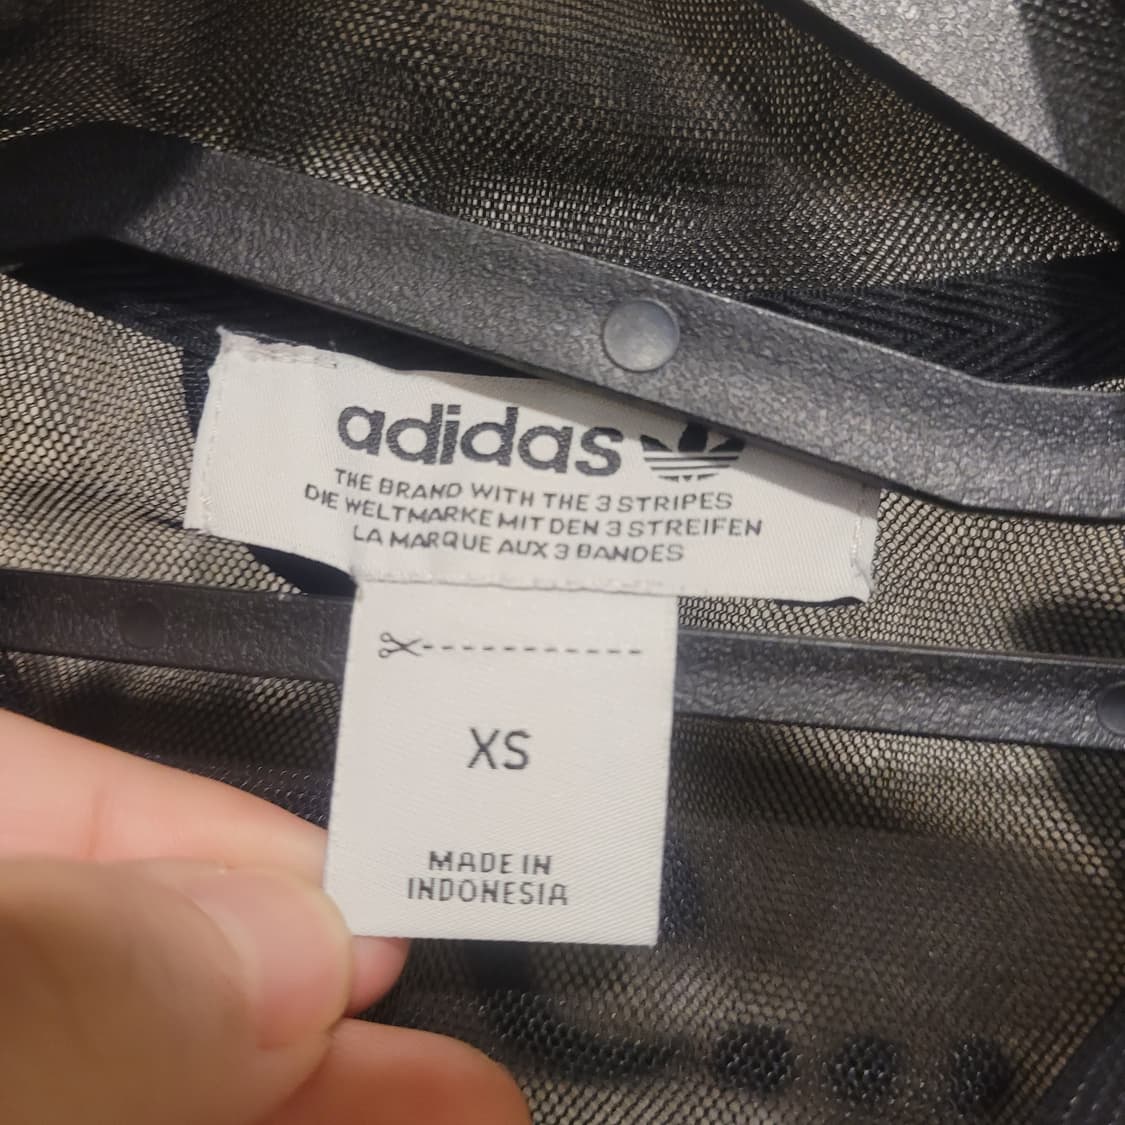 adidas
THE BRAND WITH THE 3 STRIPES
DIE WELTMARKE MIT DEN 3 STREIFEN
LA MARQUE AUX 3 BANDES
XS
MADE IN
INDONESIA